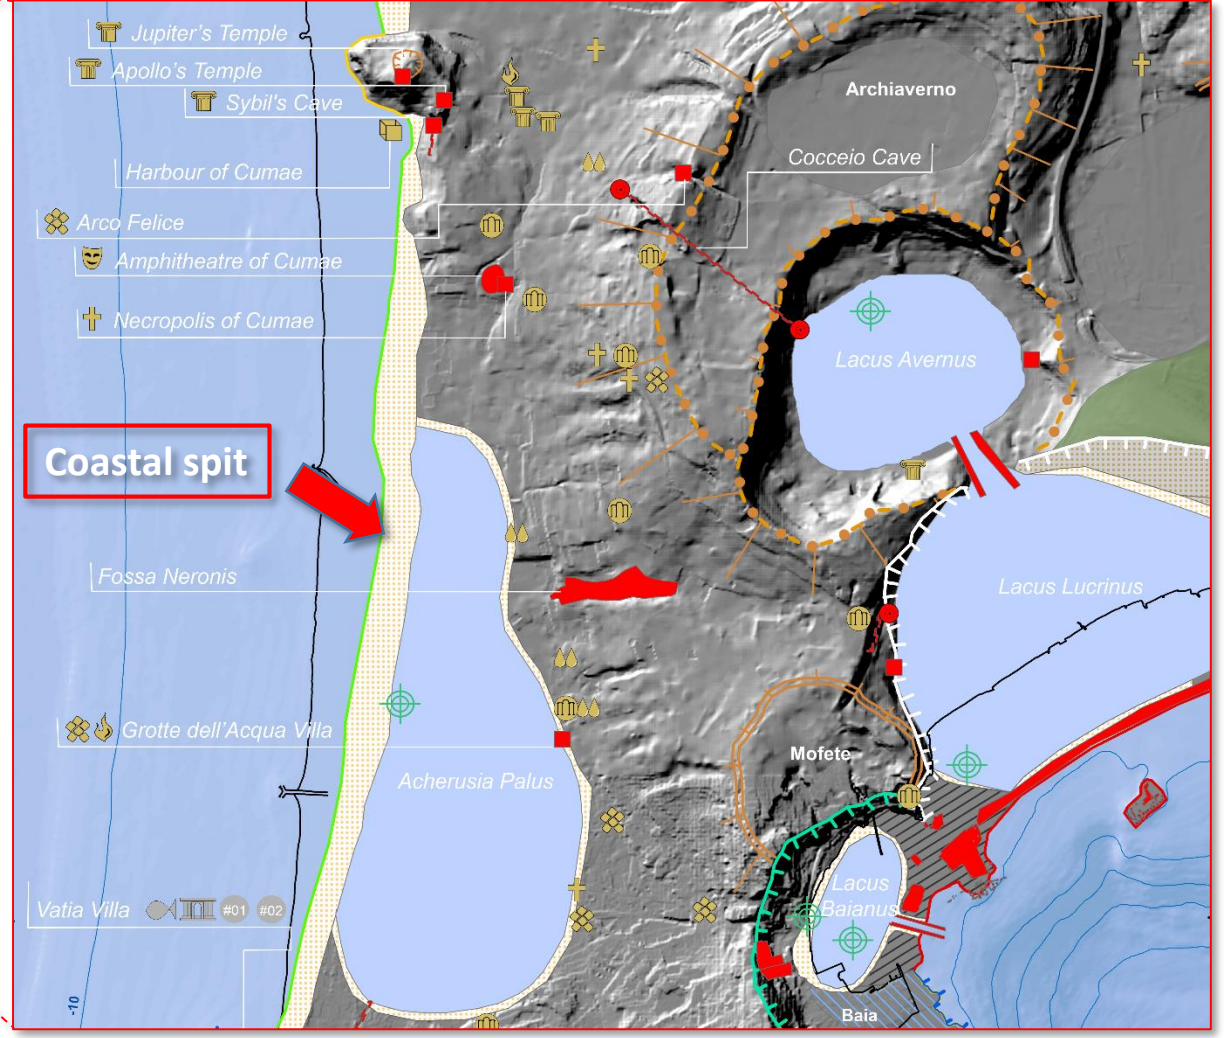 Jupiter's Temple
Apollo's Temple
Sybil's Cave
Archiaverno
Cocceio Cave
Harbour of Cumae
Arco Felice
Amphitheatre of Cumae
Necropolis of Cumae
Lacus Avernus
Coastal spit
Fossa Neronis
Lacus Lucrinus
Grotte dell'Acqua Villa
Mofete
Acherusia Palus
Lacus
Baianus
Vatia Villa #01 #02
-10
Baia